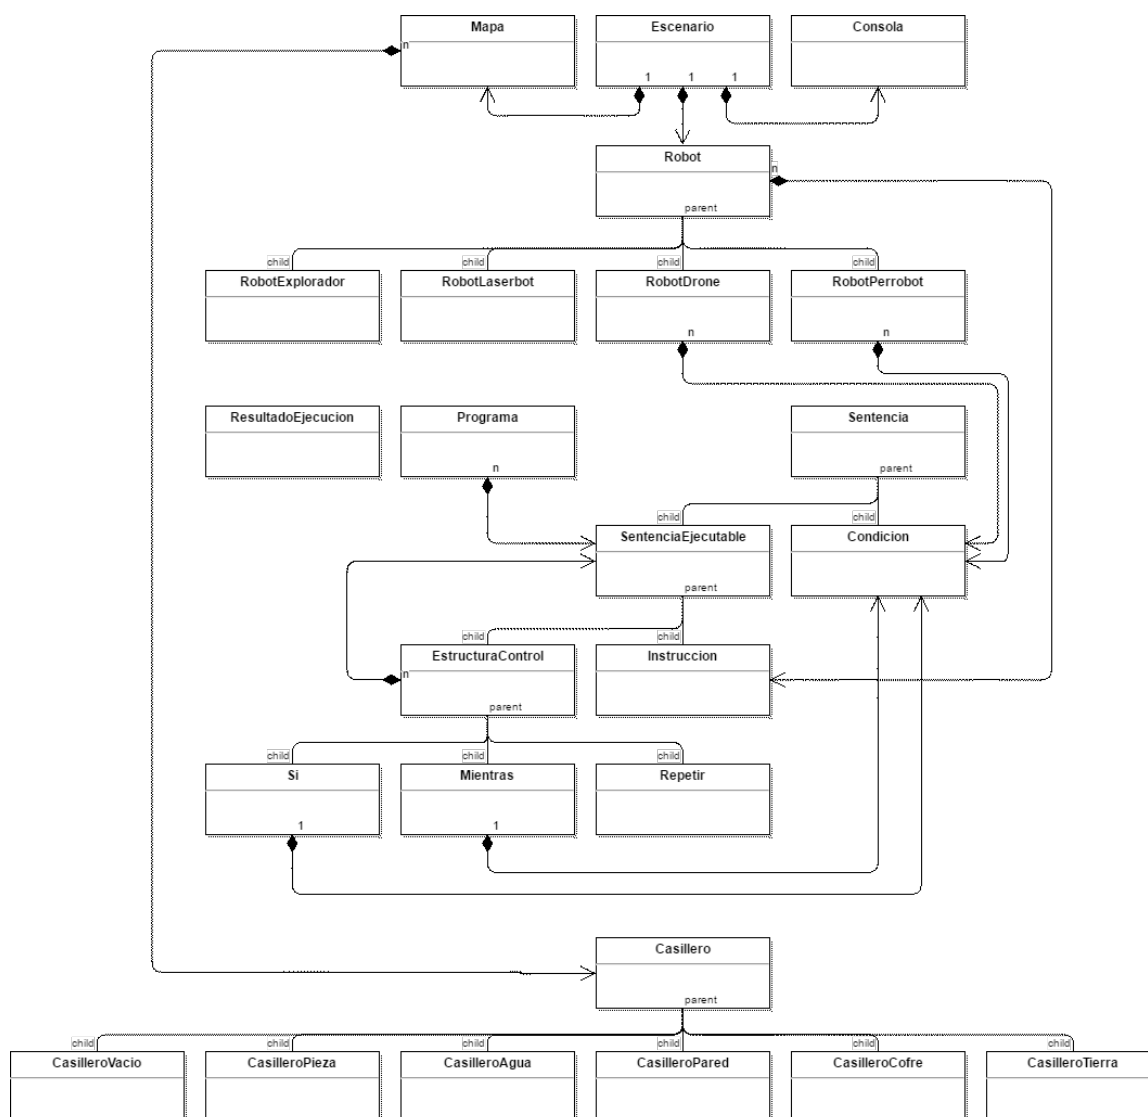 Mapa
Escenario
Consola
n
1
1
1
Robot
n
parent
child
child
child
child
RobotExplorador
RobotLaserbot
RobotDrone
RobotPerrobot
n
n
ResultadoEjecucion
Programa
Sentencia
n
parent
child
child
SentenciaEjecutable
Condicion
parent
child
child
EstructuraControl
Instruccion
n
parent
child
child
child
Si
Mientras
Repetir
1
1
Casillero
parent
child
child
child
child
child
child
CasilleroVacio
CasilleroPieza
CasilleroAgua
CasilleroPared
CasilleroCofre
CasilleroTierra